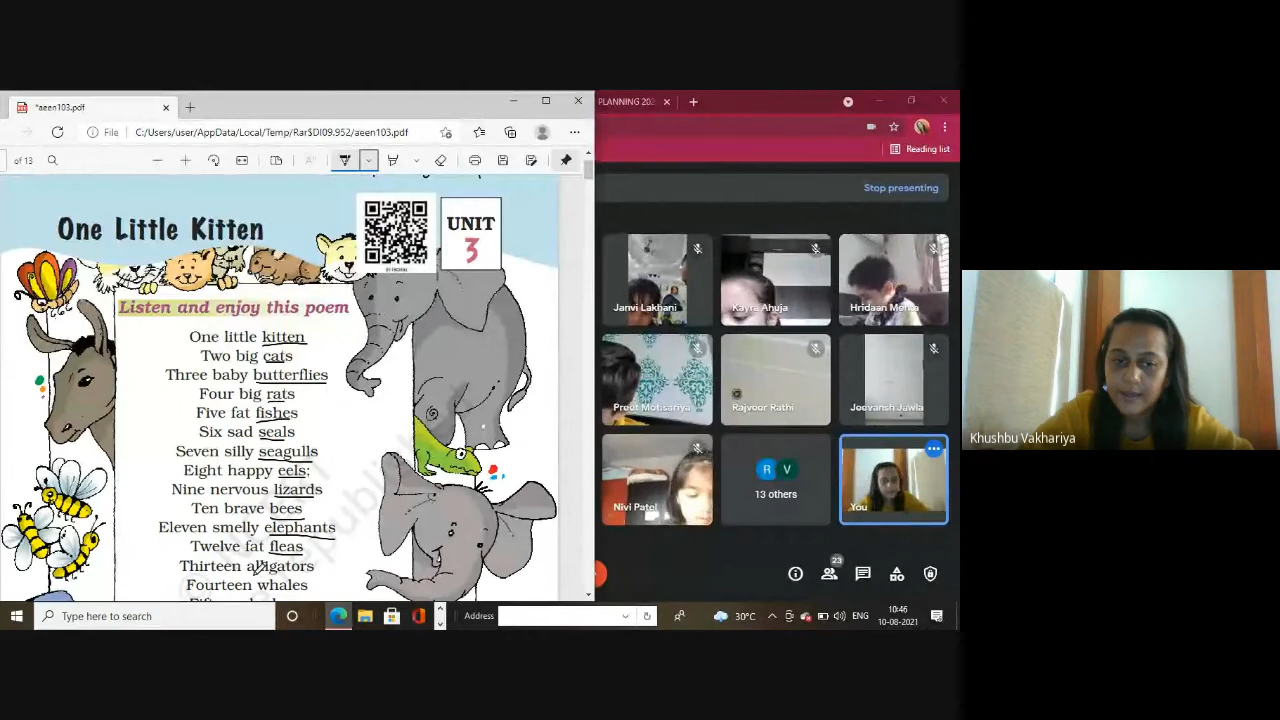 *aeen103.pdf
PLANNING 202
File
C:/Users/user/AppData/Local/Temp/Rar$DI09.952/aeen103.pdf
Reading list
of 13
Stop presenting
One Little Kitten
UNIT
3
Listen and enjoy this poem
One little kitten
Two big cats
Three baby butterflies
Four big rats
Five fat fishes
Six sad seals
Seven silly seagulls
Eight happy eels;
Nine nervous lizards
Ten brave bees
Eleven smelly elephants
Twelve fat fleas
Thirteen alligators
Fourteen whales
Janvi Lakhani
Kayra Ahuja
Hridaan Mehta
Preet Motisariya
Rajveer Rathi
Jeevansh Jawla
Nivi Patel
R
V
13 others
You
23
Khushbu Vakhariya
Type here to search
Address
30°C
ENG
10:46
10-08-2021